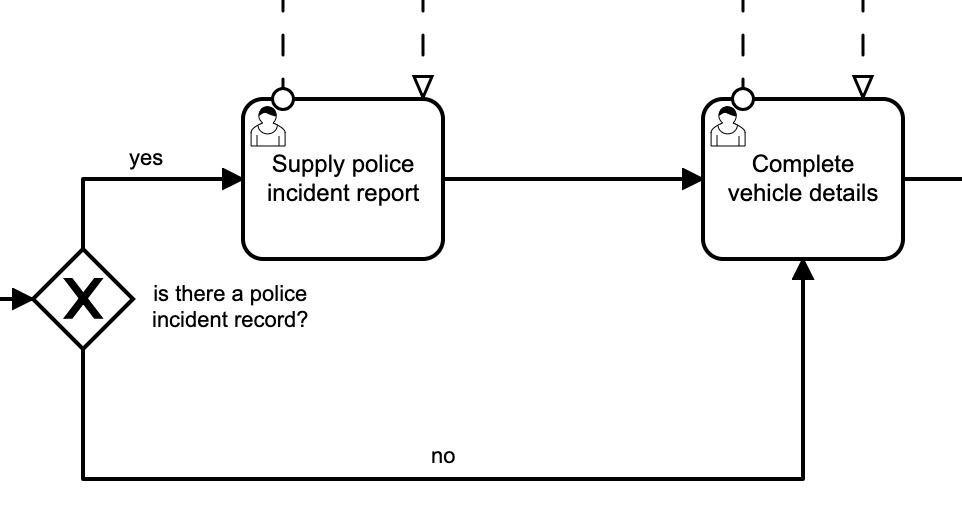 yes
Supply police
incident report
Complete
vehicle details
X
is there a police
incident record?
no